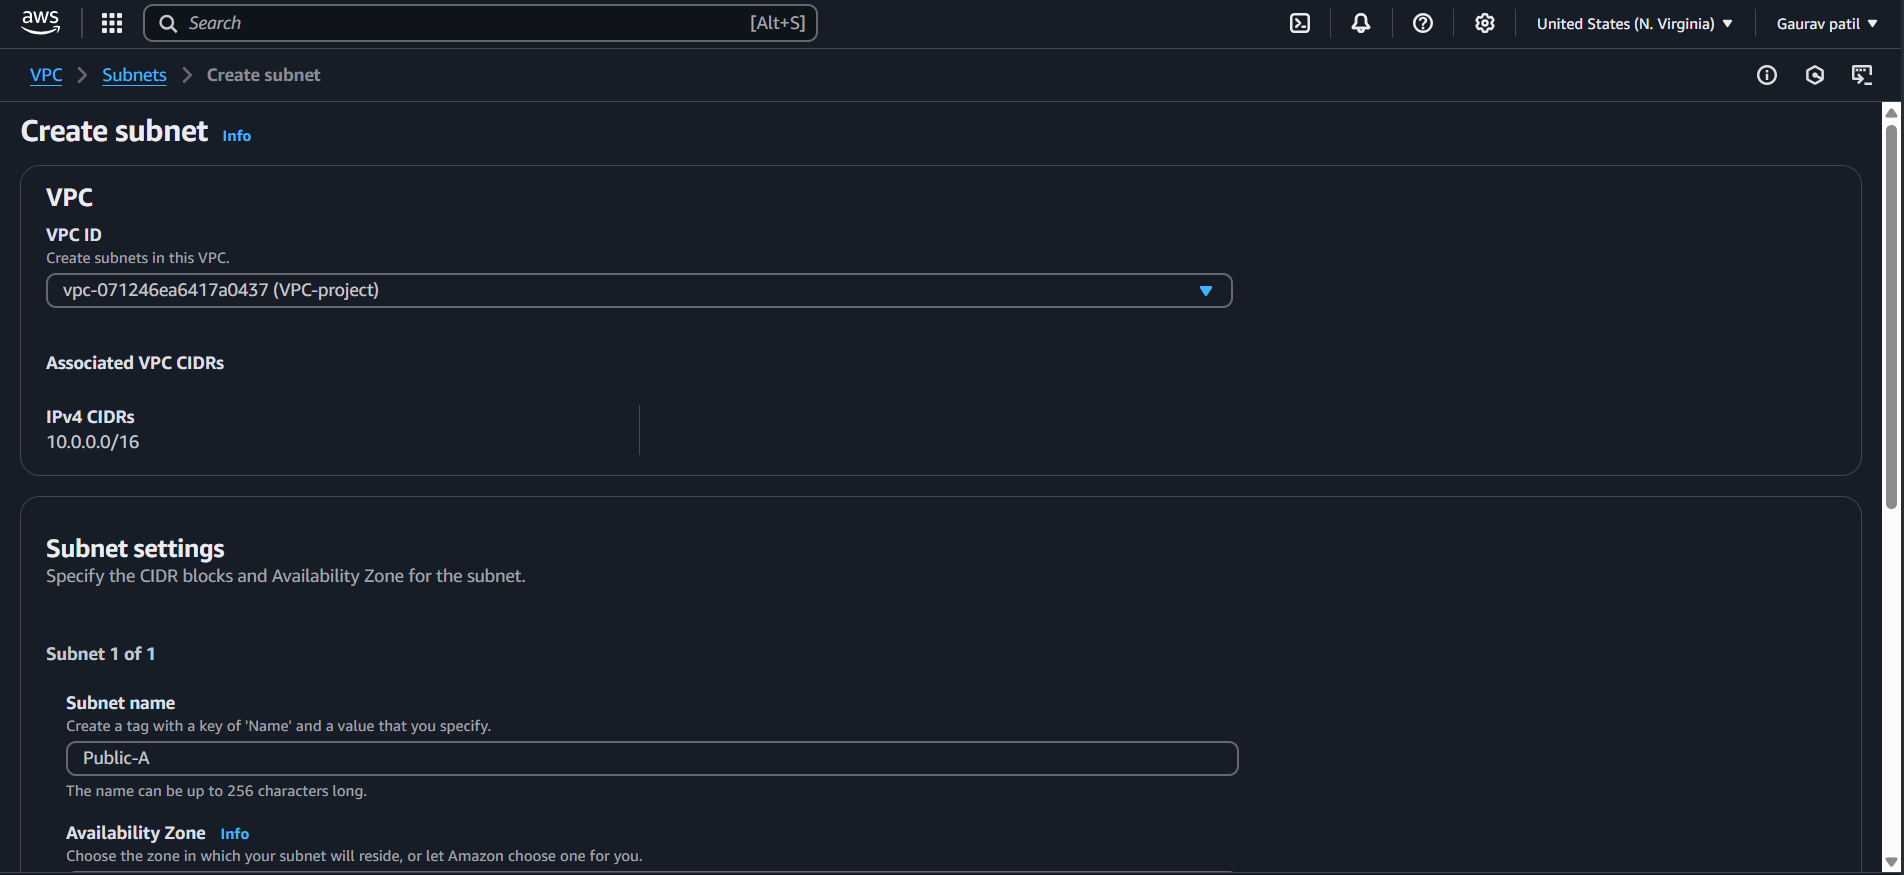 aws
Search [Alt+S]
United States (N. Virginia)
Gaurav patil
VPC
Subnets
Create subnet
Create subnet Info
VPC
VPC ID
Create subnets in this VPC.
vpc-071246ea6417a0437 (VPC-project)
Associated VPC CIDRs
IPv4 CIDRs
10.0.0.0/16
Subnet settings
Specify the CIDR blocks and Availability Zone for the subnet.
Subnet 1 of 1
Subnet name
Create a tag with a key of 'Name' and a value that you specify.
Public-A
The name can be up to 256 characters long.
Availability Zone Info
Choose the zone in which your subnet will reside, or let Amazon choose one for you.